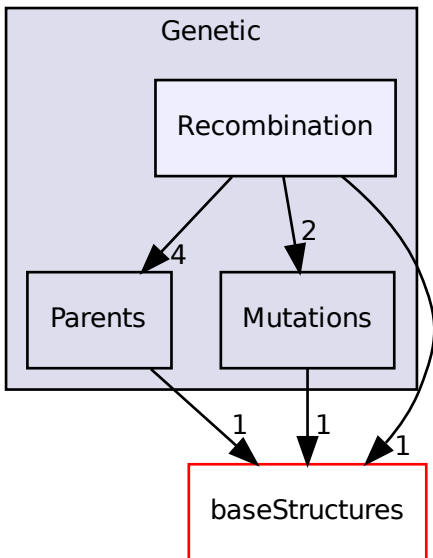 Genetic
Recombination
4
2
Parents
Mutations
1
1
1
baseStructures